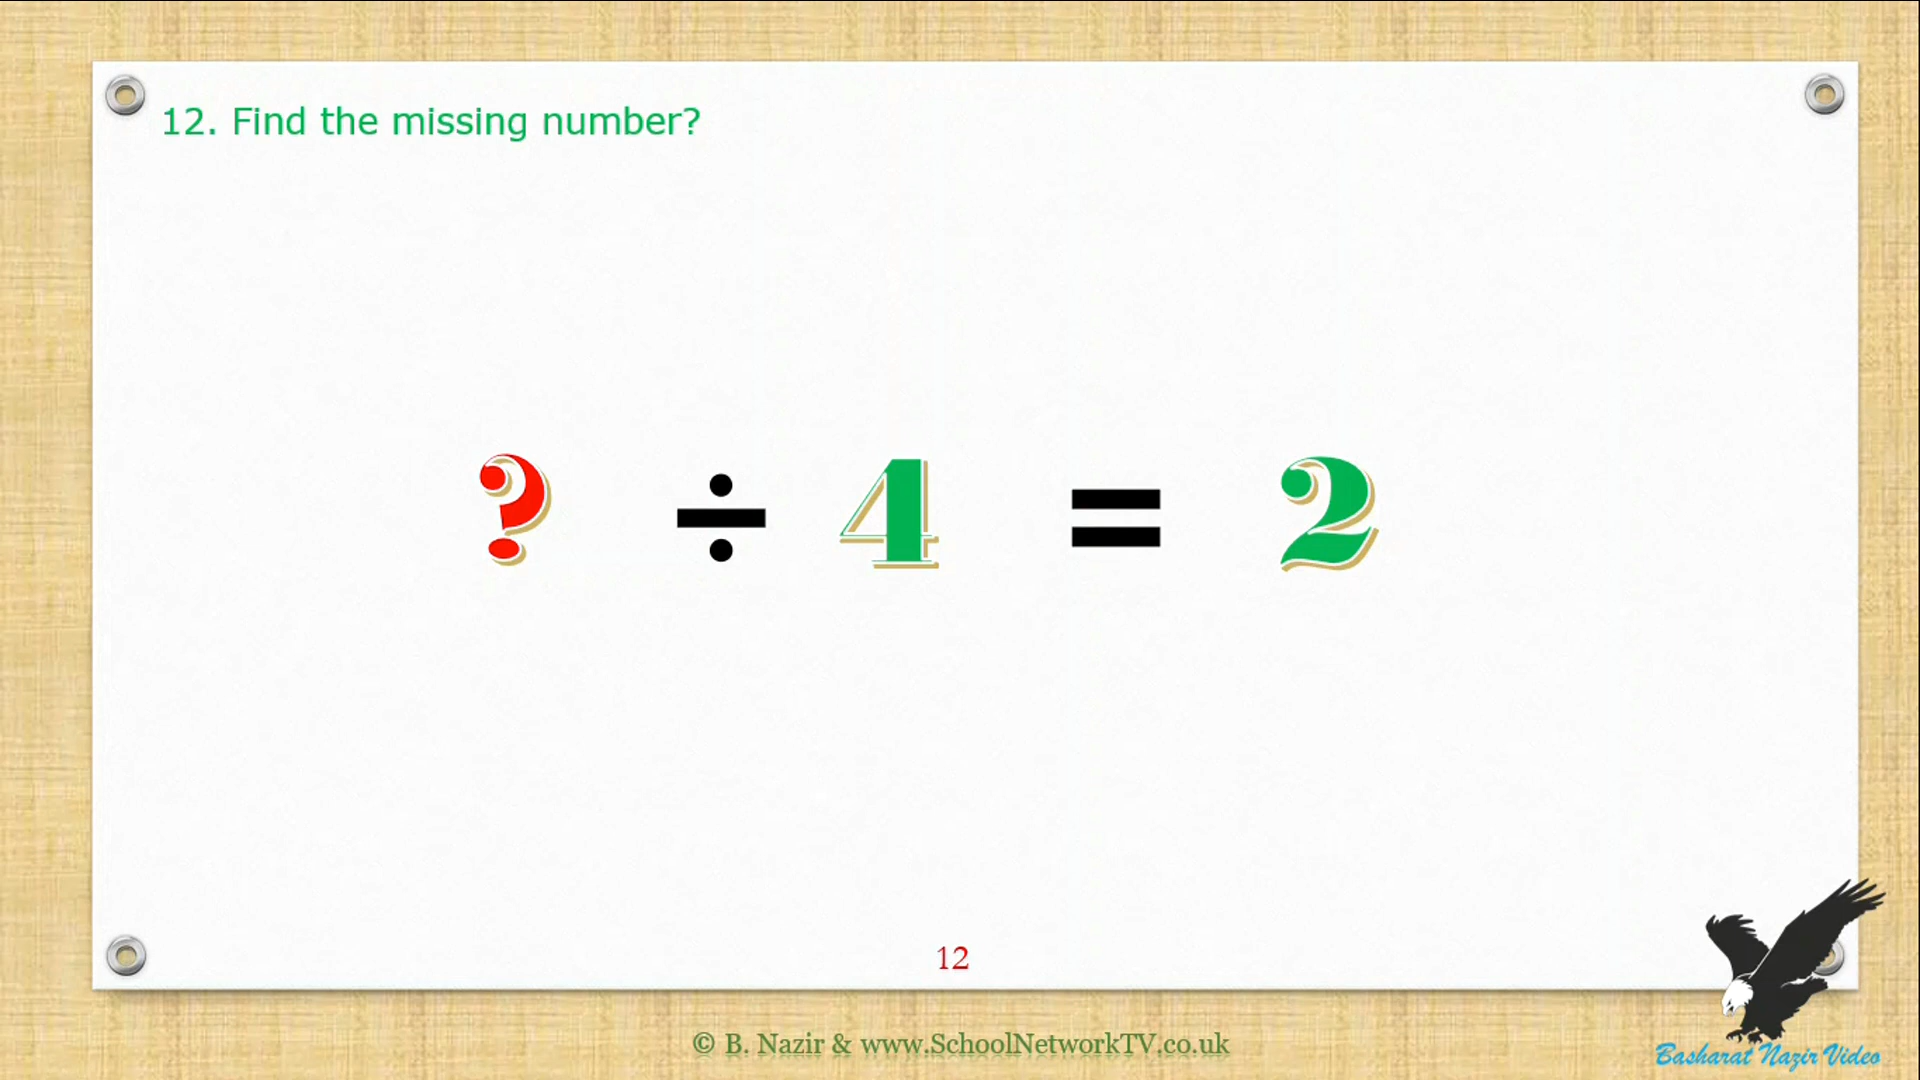 12. Find the missing number?
? ÷ 4 = 2
12
© B. Nazir & www.SchoolNetworkTV.co.uk
Basharat Nazir Video